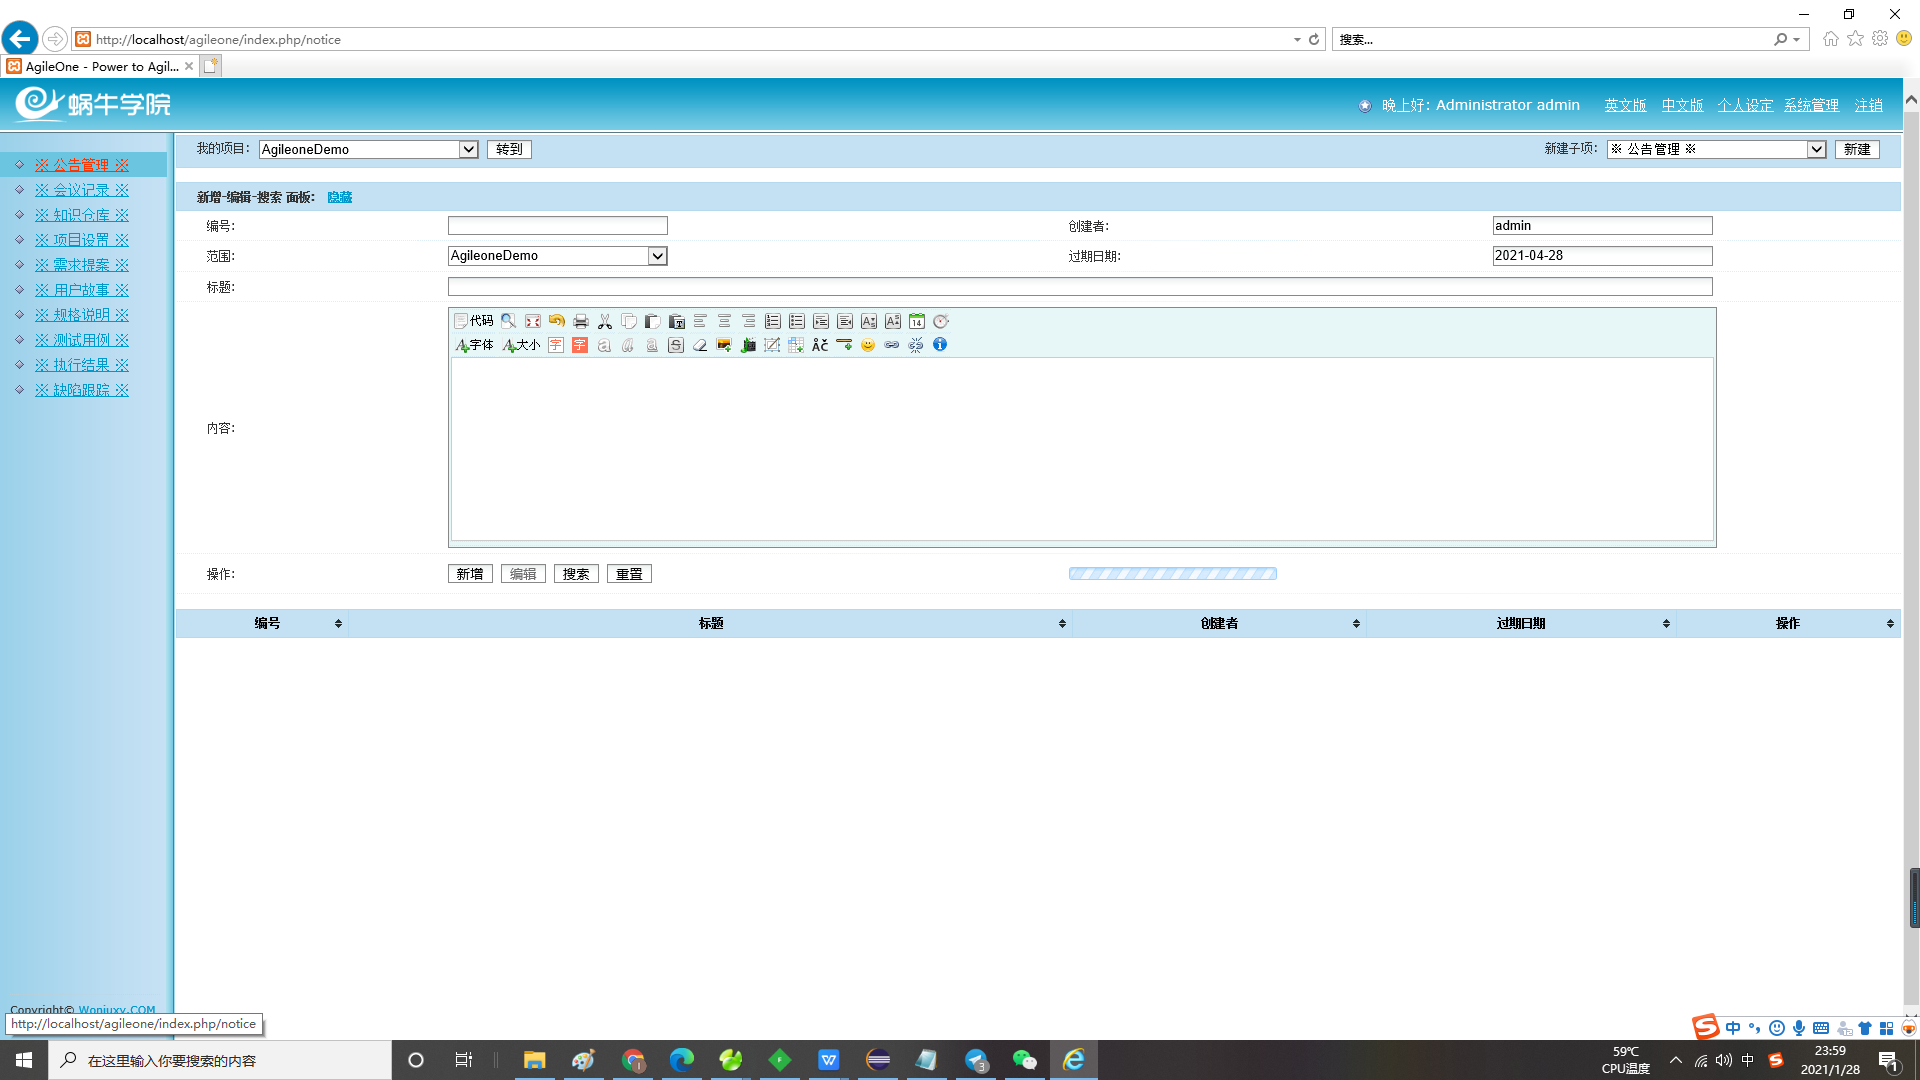 http://localhost/agileone/index.php/notice
搜索...
AgileOne - Power to Agil...
蜗牛学院
晚上好: Administrator admin 英文版 中文版 个人设定 系统管理 注销
我的项目: AgileoneDemo 转到 新建子项: ※ 公告管理 ※ 新建
※ 公告管理 ※
※ 会议记录 ※
※ 知识仓库 ※
※ 项目设置 ※
※ 需求提案 ※
※ 用户故事 ※
※ 规格说明 ※
※ 测试用例 ※
※ 执行结果 ※
※ 缺陷跟踪 ※
新增-编辑-搜索 面板: 隐藏
编号: 创建者: admin
范围: AgileoneDemo 过期日期: 2021-04-28
标题:
代码 14
字体 大小 字 字
内容:
操作: 新增 编辑 搜索 重置
编号 标题 创建者 过期日期 操作
Copyright© Woniuxy.COM
http://localhost/agileone/index.php/notice
中
在这里输入你要搜索的内容
3
59℃
CPU温度
中
23:59
2021/1/28
1